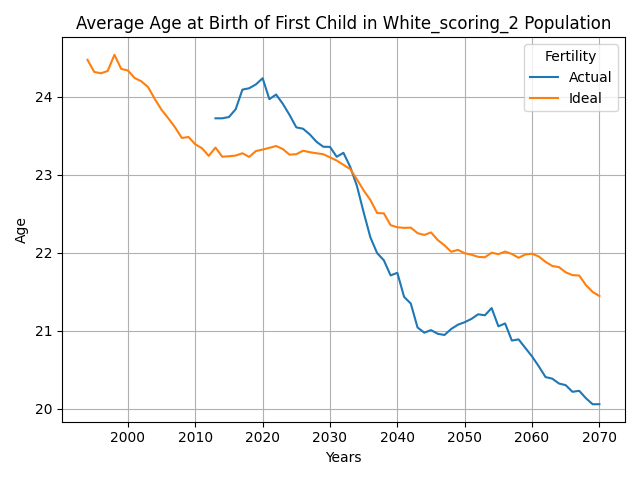 Average Age at Birth of First Child in White_scoring_2 Population
Fertility
Actual
Ideal
Age
24
23
22
21
20
2000 2010 2020 2030 2040 2050 2060 2070
Years